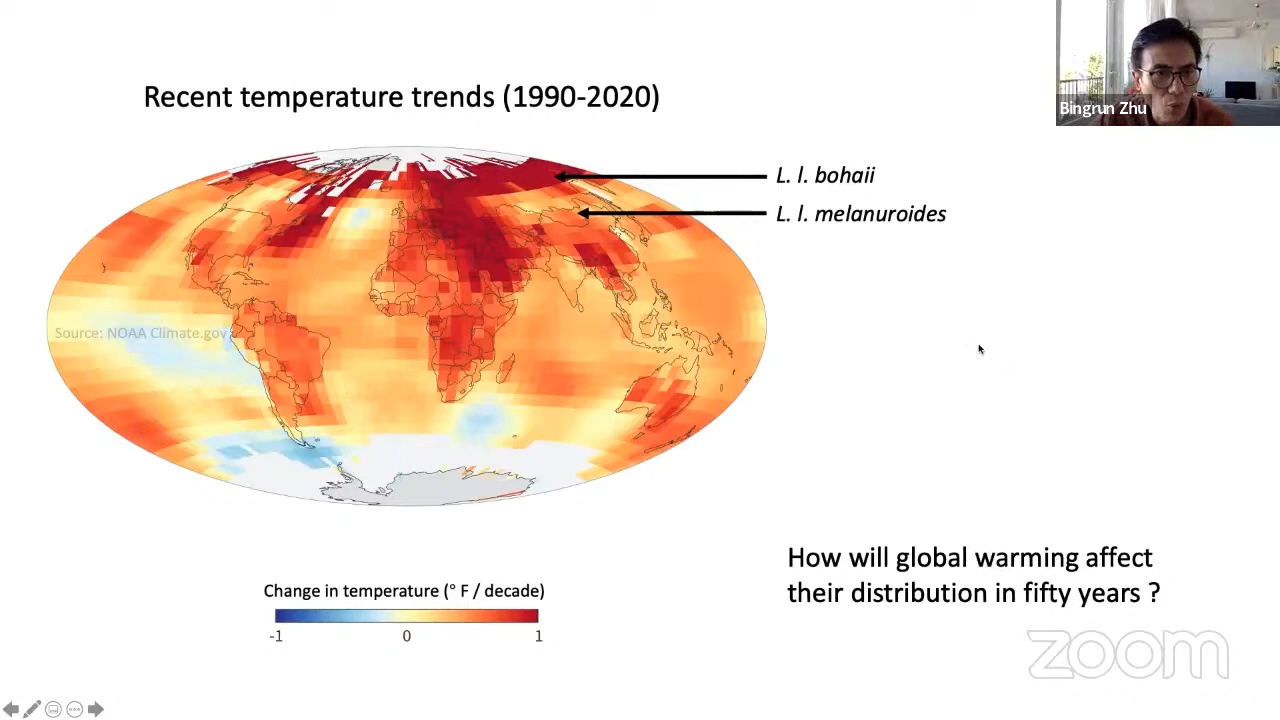 Bingrun Zhu
Recent temperature trends (1990-2020)
L. l. bohaii
L. l. melanuroides
Source: NOAA Climate.gov
Change in temperature (° F / decade)
-1 0 1
How will global warming affect
their distribution in fifty years ?
zoom